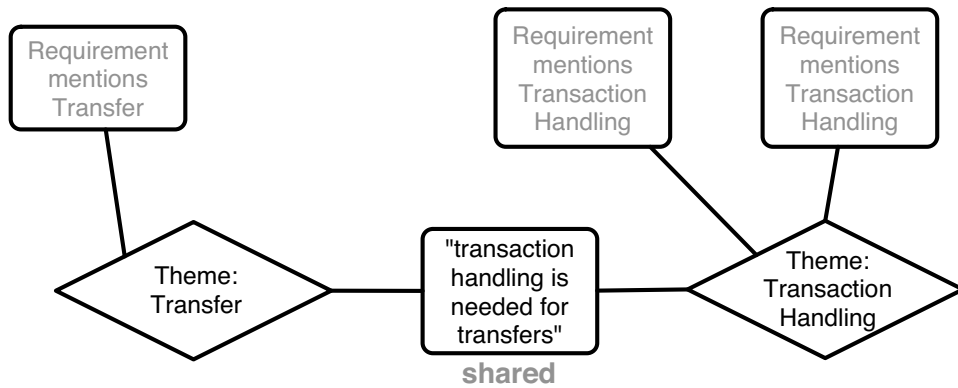 Requirement
mentions
Transfer
Requirement
mentions
Transaction
Handling
Requirement
mentions
Transaction
Handling
Theme:
Transfer
"transaction
handling is
needed for
transfers"
shared
Theme:
Transaction
Handling